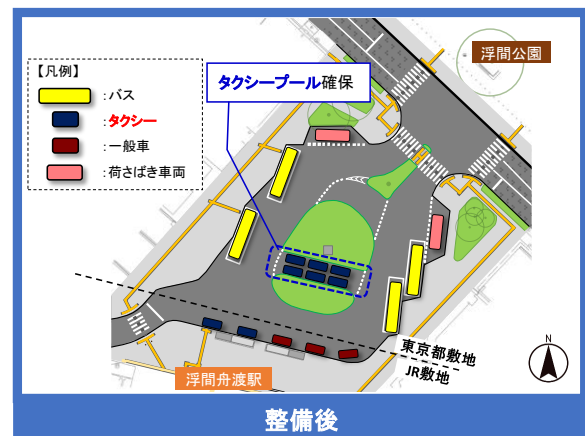 浮間公園
【凡例】
:バス
:タクシー
:一般車
:荷さばき車両
タクシープール確保
東京都敷地
JR敷地
浮間舟渡駅
N
整備後